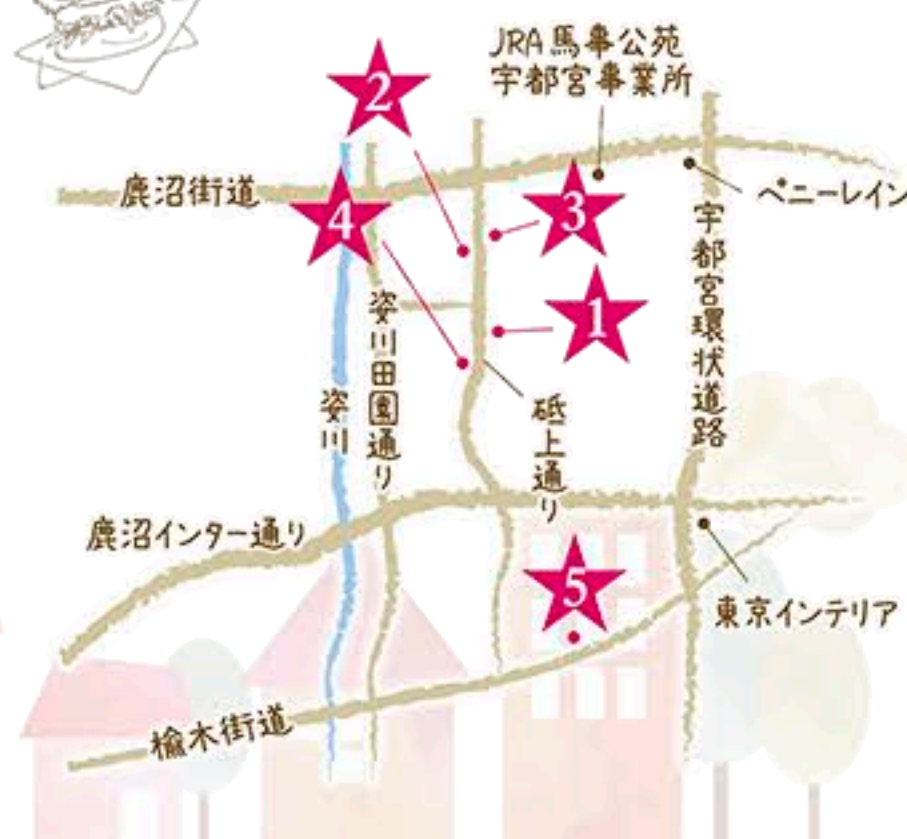 JRA馬事公苑
宇都宮事業所
2
鹿沼街道
4
3
ペニーレイン
1
宇都宮環状道路
姿川田園通り
姿川
砥上通り
鹿沼インター通り
5
東京インテリア
楡木街道